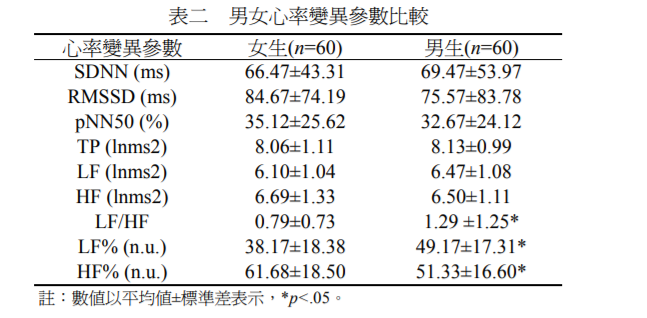 表二 男女心率變異參數比較
心率變異參數 女生(n=60) 男生(n=60)
SDNN (ms) 66.47±43.31 69.47±53.97
RMSSD (ms) 84.67±74.19 75.57±83.78
pNN50 (%) 35.12±25.62 32.67±24.12
TP (lnms2) 8.06±1.11 8.13±0.99
LF (lnms2) 6.10±1.04 6.47±1.08
HF (lnms2) 6.69±1.33 6.50±1.11
LF/HF 0.79±0.73 1.29 ±1.25*
LF% (n.u.) 38.17±18.38 49.17±17.31*
HF% (n.u.) 61.68±18.50 51.33±16.60*
註：數值以平均值±標準差表示，*p<.05。